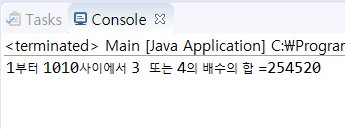 Tasks Console
<terminated> Main [Java Application] C:₩Program
1부터 1010사이에서 3 또는 4의 배수의 합 =254520